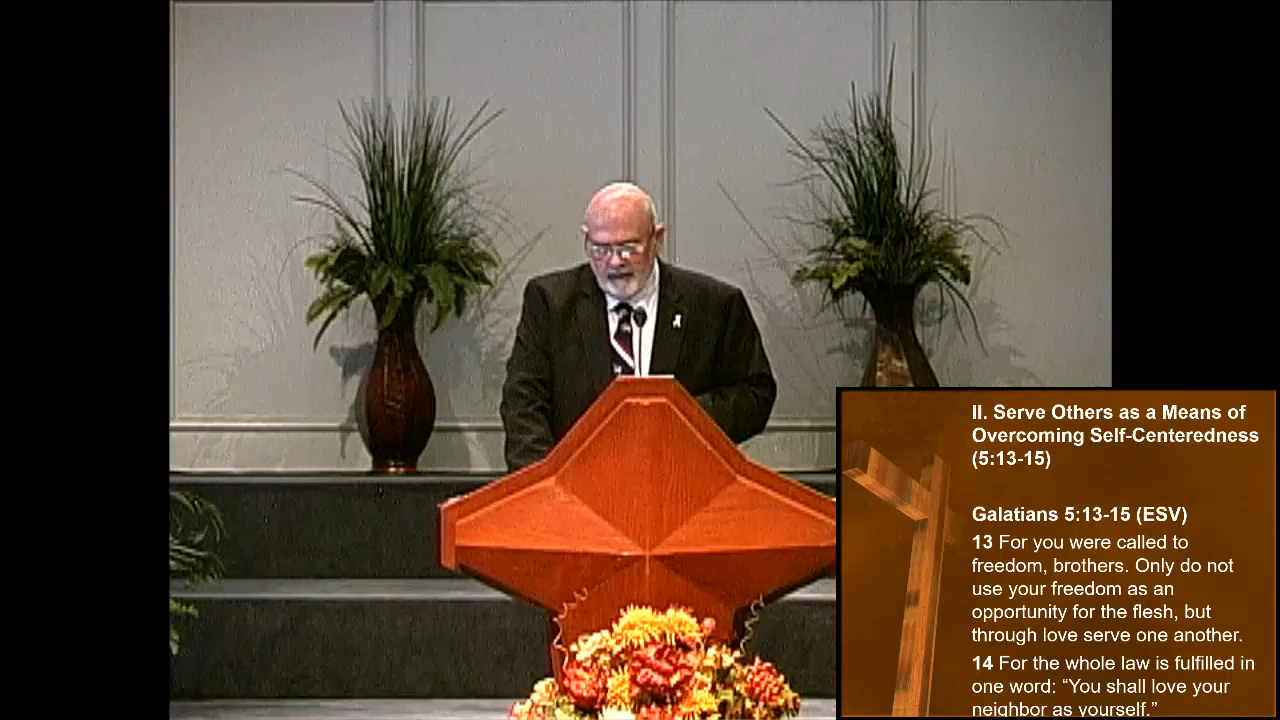 II. Serve Others as a Means of
Overcoming Self-Centeredness
(5:13-15)
Galatians 5:13-15 (ESV)
13 For you were called to
freedom, brothers. Only do not
use your freedom as an
opportunity for the flesh, but
through love serve one another.
14 For the whole law is fulfilled in
one word: “You shall love your
neighbor as yourself.”